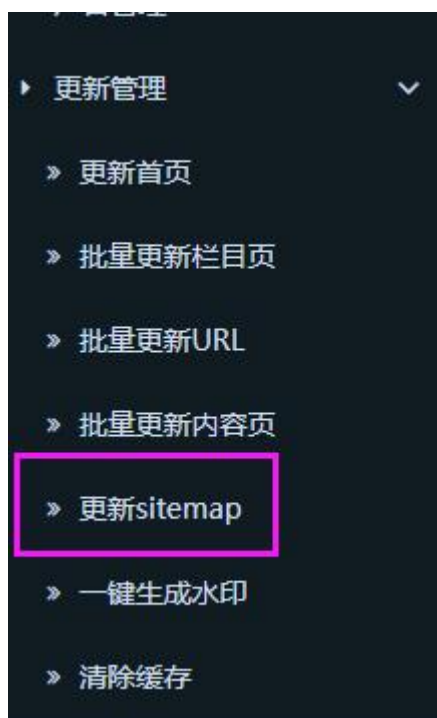 更新管理
» 更新首页
» 批量更新栏目页
» 批量更新URL
» 批量更新内容页
» 更新sitemap
» 一键生成水印
» 清除缓存